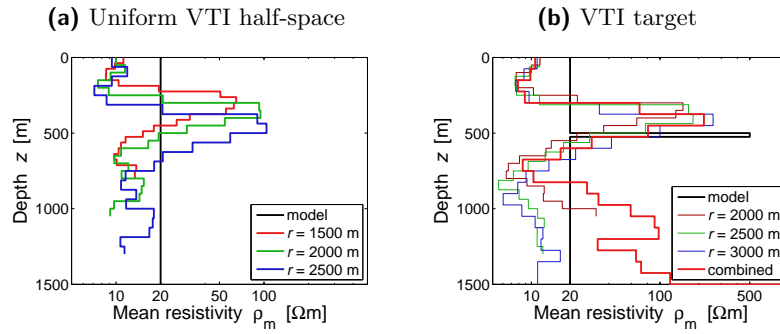 (a) Uniform VTI half-space
0
500
1000
1500
Depth z [m]
10 20 50 100
Mean resistivity ρm [Ωm]
model
r = 1500 m
r = 2000 m
r = 2500 m
(b) VTI target
0
500
1000
1500
Depth z [m]
10 20 100 500
Mean resistivity ρm [Ωm]
model
r = 2000 m
r = 2500 m
r = 3000 m
combined